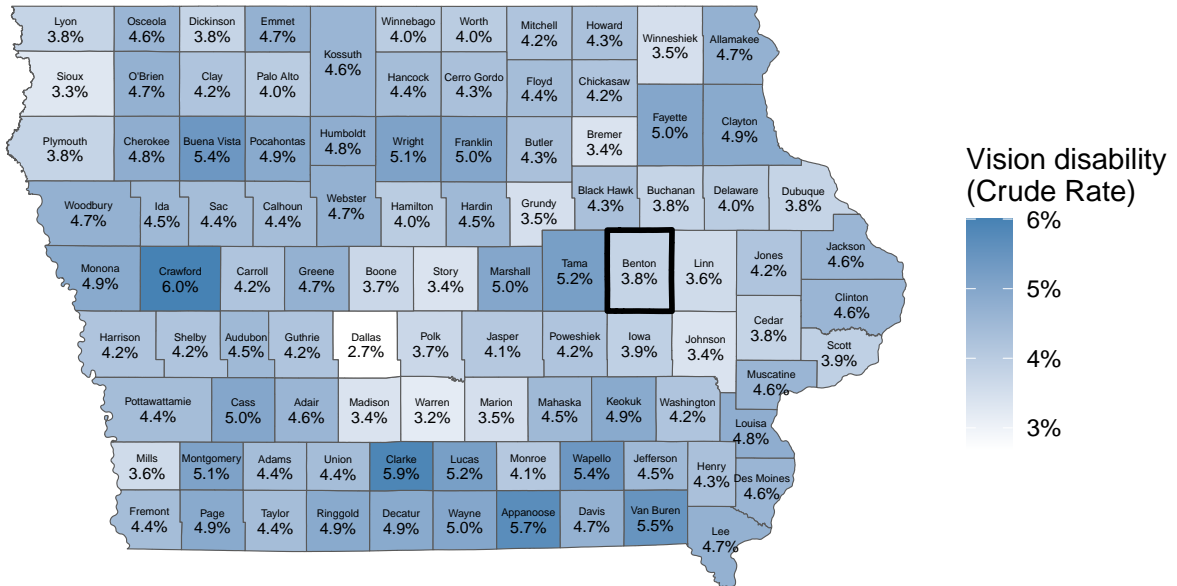 Lyon
3.8%
Osceola
4.6%
Dickinson
3.8%
Emmet
4.7%
Kossuth
4.6%
Winnebago
4.0%
Worth
4.0%
Mitchell
4.2%
Howard
4.3%
Winneshiek
3.5%
Allamakee
4.7%
Sioux
3.3%
O'Brien
4.7%
Clay
4.2%
Palo Alto
4.0%
Hancock
4.4%
Cerro Gordo
4.3%
Floyd
4.4%
Chickasaw
4.2%
Fayette
5.0%
Clayton
4.9%
Plymouth
3.8%
Cherokee
4.8%
Buena Vista
5.4%
Pocahontas
4.9%
Humboldt
4.8%
Wright
5.1%
Franklin
5.0%
Butler
4.3%
Bremer
3.4%
Woodbury
4.7%
Ida
4.5%
Sac
4.4%
Calhoun
4.4%
Webster
4.7%
Hamilton
4.0%
Hardin
4.5%
Grundy
3.5%
Black Hawk
4.3%
Buchanan
3.8%
Delaware
4.0%
Dubuque
3.8%
Monona
4.9%
Crawford
6.0%
Carroll
4.2%
Greene
4.7%
Boone
3.7%
Story
3.4%
Marshall
5.0%
Tama
5.2%
Benton
3.8%
Linn
3.6%
Jones
4.2%
Jackson
4.6%
Clinton
4.6%
Harrison
4.2%
Shelby
4.2%
Audubon
4.5%
Guthrie
4.2%
Dallas
2.7%
Polk
3.7%
Jasper
4.1%
Poweshiek
4.2%
Iowa
3.9%
Johnson
3.4%
Cedar
3.8%
Scott
3.9%
Muscatine
4.6%
Pottawattamie
4.4%
Cass
5.0%
Adair
4.6%
Madison
3.4%
Warren
3.2%
Marion
3.5%
Mahaska
4.5%
Keokuk
4.9%
Washington
4.2%
Louisa
4.8%
Mills
3.6%
Montgomery
5.1%
Adams
4.4%
Union
4.4%
Clarke
5.9%
Lucas
5.2%
Monroe
4.1%
Wapello
5.4%
Jefferson
4.5%
Henry
4.3%
Des Moines
4.6%
Fremont
4.4%
Page
4.9%
Taylor
4.4%
Ringgold
4.9%
Decatur
4.9%
Wayne
5.0%
Appanoose
5.7%
Davis
4.7%
Van Buren
5.5%
Lee
4.7%
Vision disability
(Crude Rate)
6%
5%
4%
3%